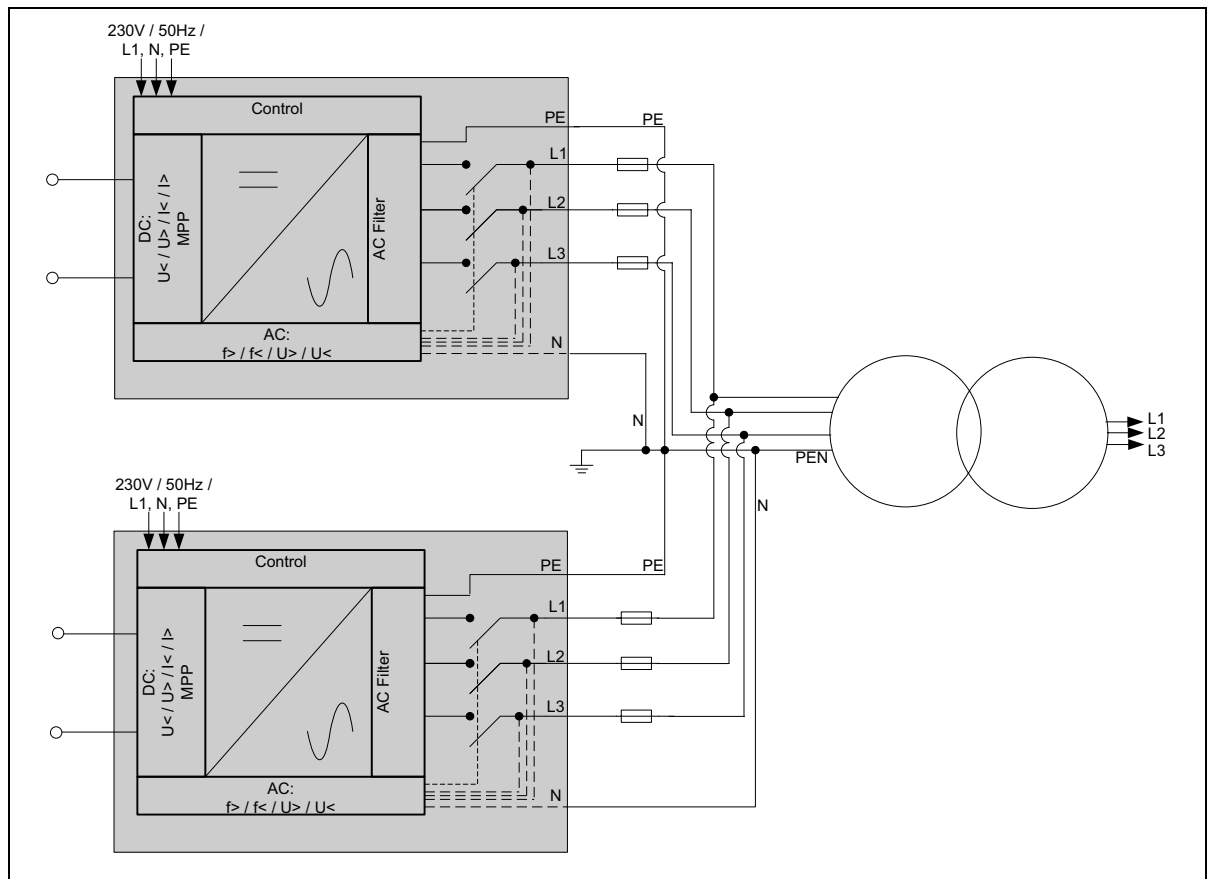 230V / 50Hz /
L1, N, PE
Control
DC:
U< / U> / I< / I>
MPP
AC Filter
AC:
f> / f< / U> / U<
PE
PE
L1
L2
L3
N
N
PEN
L1
L2
L3
N
230V / 50Hz /
L1, N, PE
Control
DC:
U< / U> / I< / I>
MPP
AC Filter
AC:
f> / f< / U> / U<
PE
PE
L1
L2
L3
N